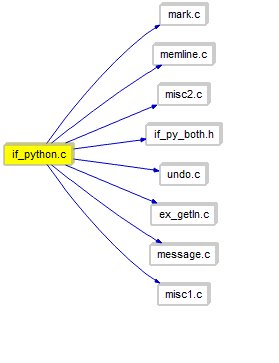 mark.c
memline.c
misc2.c
if_py_both.h
if_python.c
undo.c
ex_getln.c
message.c
misc1.c